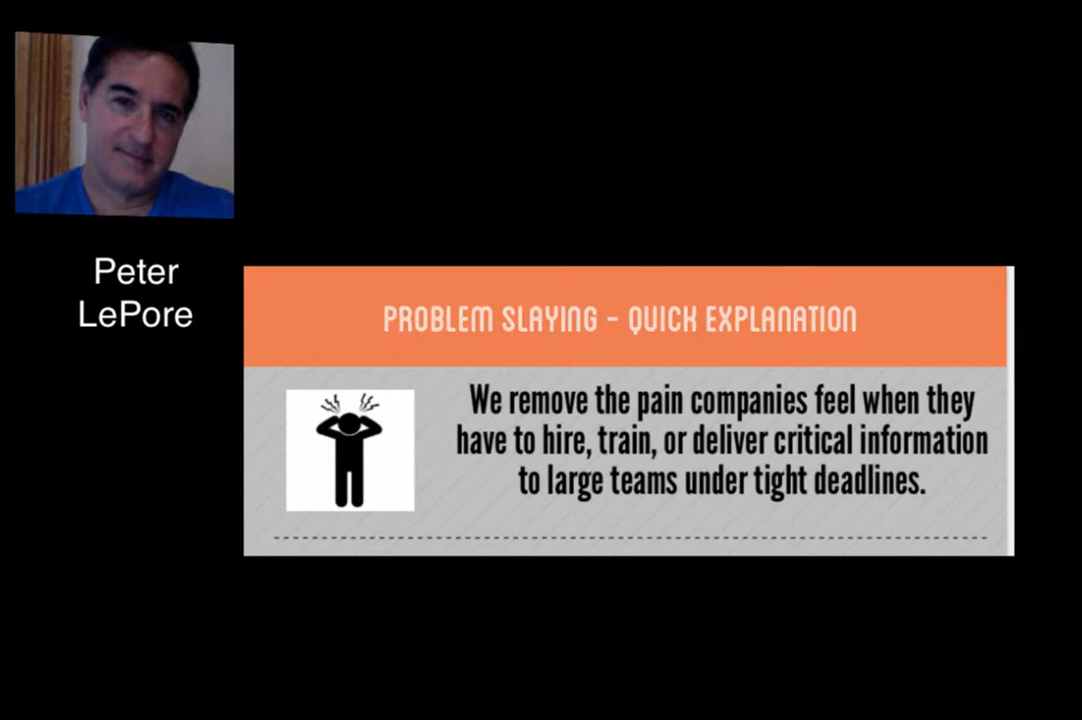 Peter
LePore
PROBLEM SLAYING - QUICK EXPLANATION
We remove the pain companies feel when they
have to hire, train, or deliver critical information
to large teams under tight deadlines.